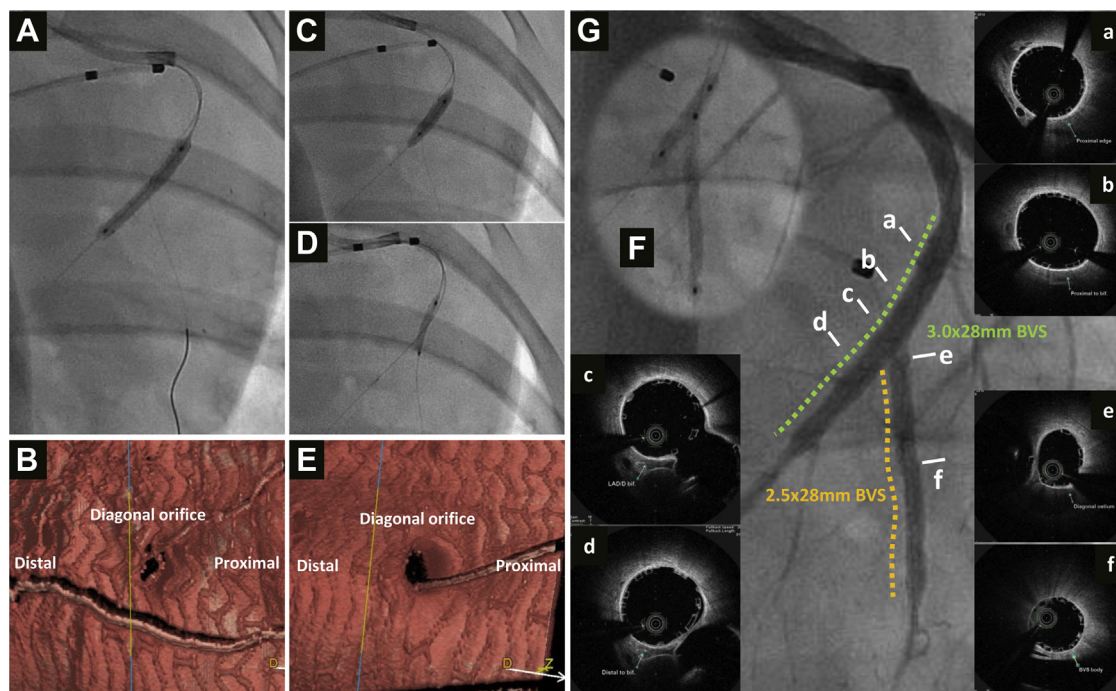 A
C
G
a
Proximal edge
b
Proximal to bif.
D
F
a
b
c
d
3.0x28mm BVS
e
B
Diagonal orifice
Distal
Proximal
D
E
Diagonal orifice
Distal
Proximal
D
Z
c
LAD/D bif.
d
Distal to bif.
2.5x28mm BVS
f
e
Diagonal ostium
f
BVS body